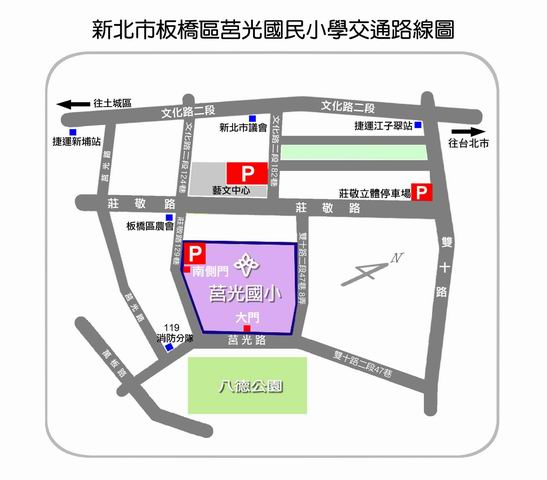 新北市板橋區莒光國民小學交通路線圖
往土城區
文化路二段
文化路二段
捷運新埔站
新北市議會
捷運江子翠站
往台北市
莒光路
文化路二段124巷
文化路二段182巷
P
藝文中心
莊敬立體停車場
P
莊敬路
莊敬路
板橋區農會
莊敬路129巷
雙十路二段47巷8弄
雙十路
P
南側門
莒光國小
N
大門
莒光路
119
消防分隊
莒光路
萬板路
雙十路二段47巷
八德公園